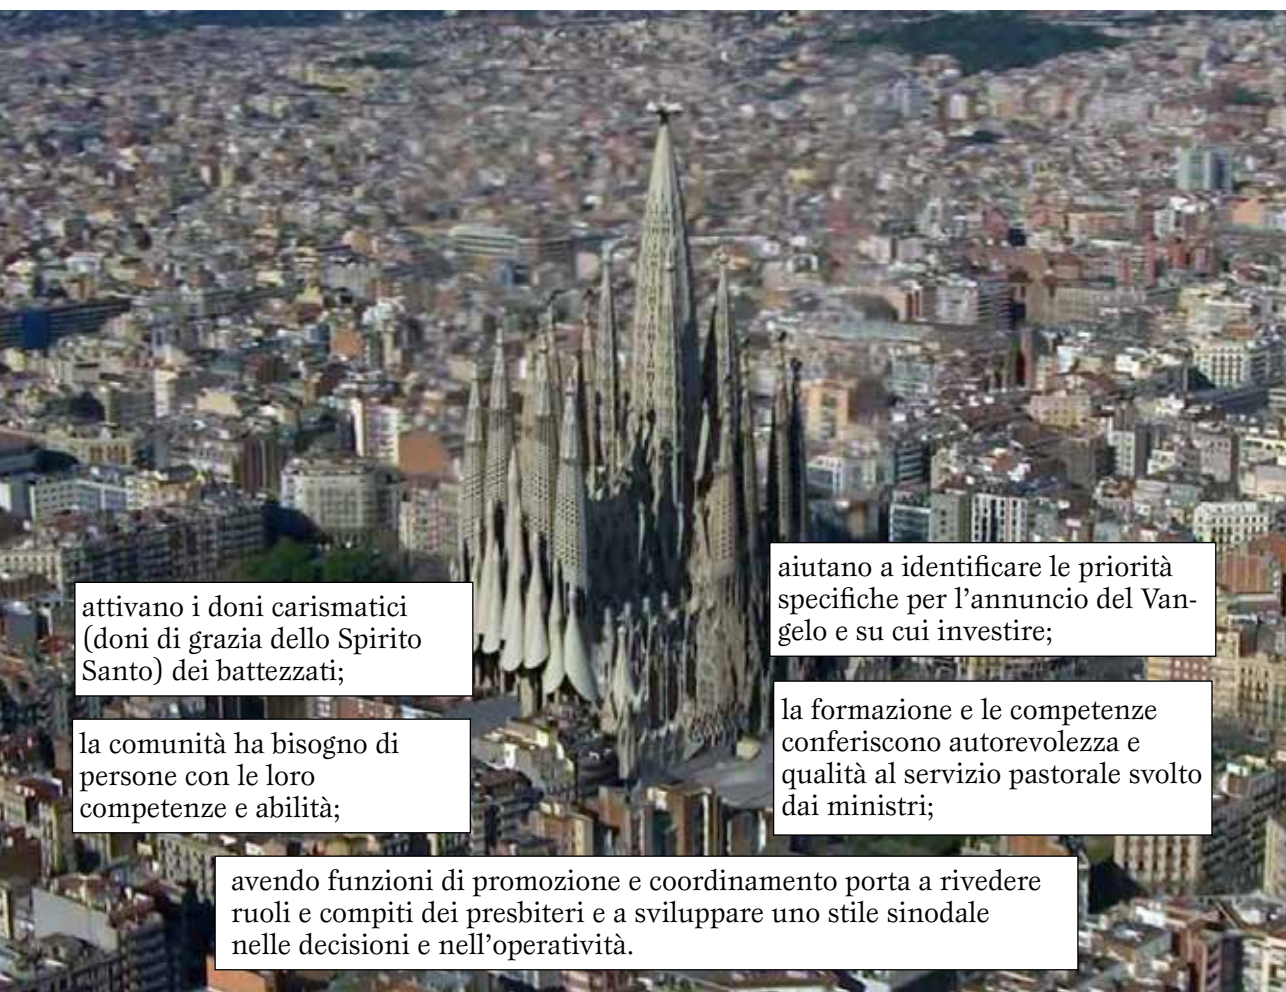 attivano i doni carismatici
(doni di grazia dello Spirito
Santo) dei battezzati;
la comunità ha bisogno di
persone con le loro
competenze e abilità;
aiutano a identificare le priorità
specifiche per l'annuncio del Van-
gelo e su cui investire;
la formazione e le competenze
conferiscono autorevolezza e
qualità al servizio pastorale svolto
dai ministri;
avendo funzioni di promozione e coordinamento porta a rivedere
ruoli e compiti dei presbiteri e a sviluppare uno stile sinodale
nelle decisioni e nell'operatività.